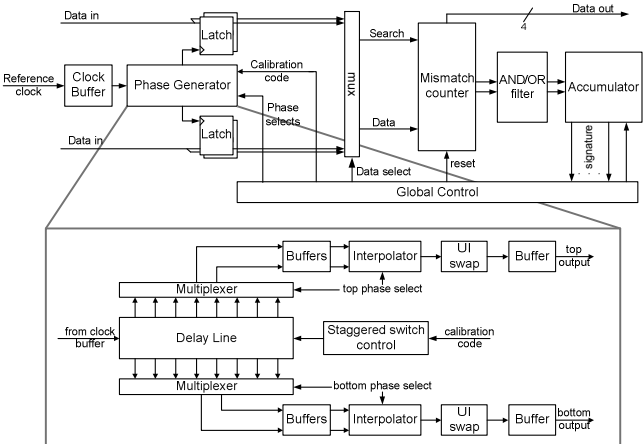 Data in
Latch
Data out
4
Search
Calibration
code
Reference
clock
Clock
Buffer
Phase Generator
mux
Mismatch
counter
AND/OR
filter
Accumulator
Phase
selects
Data
Latch
Data in
Data select
reset
signature
Global Control
Buffers
Interpolator
UI
swap
Buffer
top
output
Multiplexer
top phase select
from clock
buffer
Delay Line
Staggered switch
control
calibration
code
Multiplexer
bottom phase select
Buffers
Interpolator
UI
swap
Buffer
bottom
output